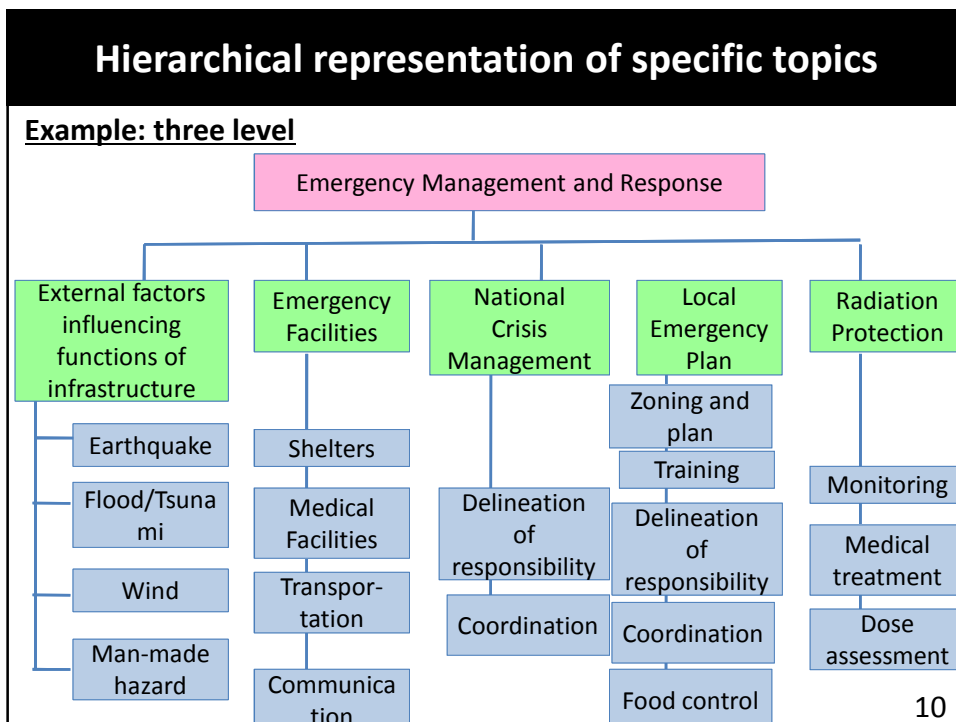 Hierarchical representation of specific topics
Example: three level
Emergency Management and Response
External factors
influencing
functions of
infrastructure
Earthquake
Flood/Tsuna
mi
Wind
Man-made
hazard
Emergency
Facilities
Shelters
Medical
Facilities
Transpor-
tation
Communica
tion
National
Crisis
Management
Delineation
of
responsibility
Coordination
Local
Emergency
Plan
Zoning and
plan
Training
Delineation
of
responsibility
Coordination
Food control
Radiation
Protection
Monitoring
Medical
treatment
Dose
assessment
10